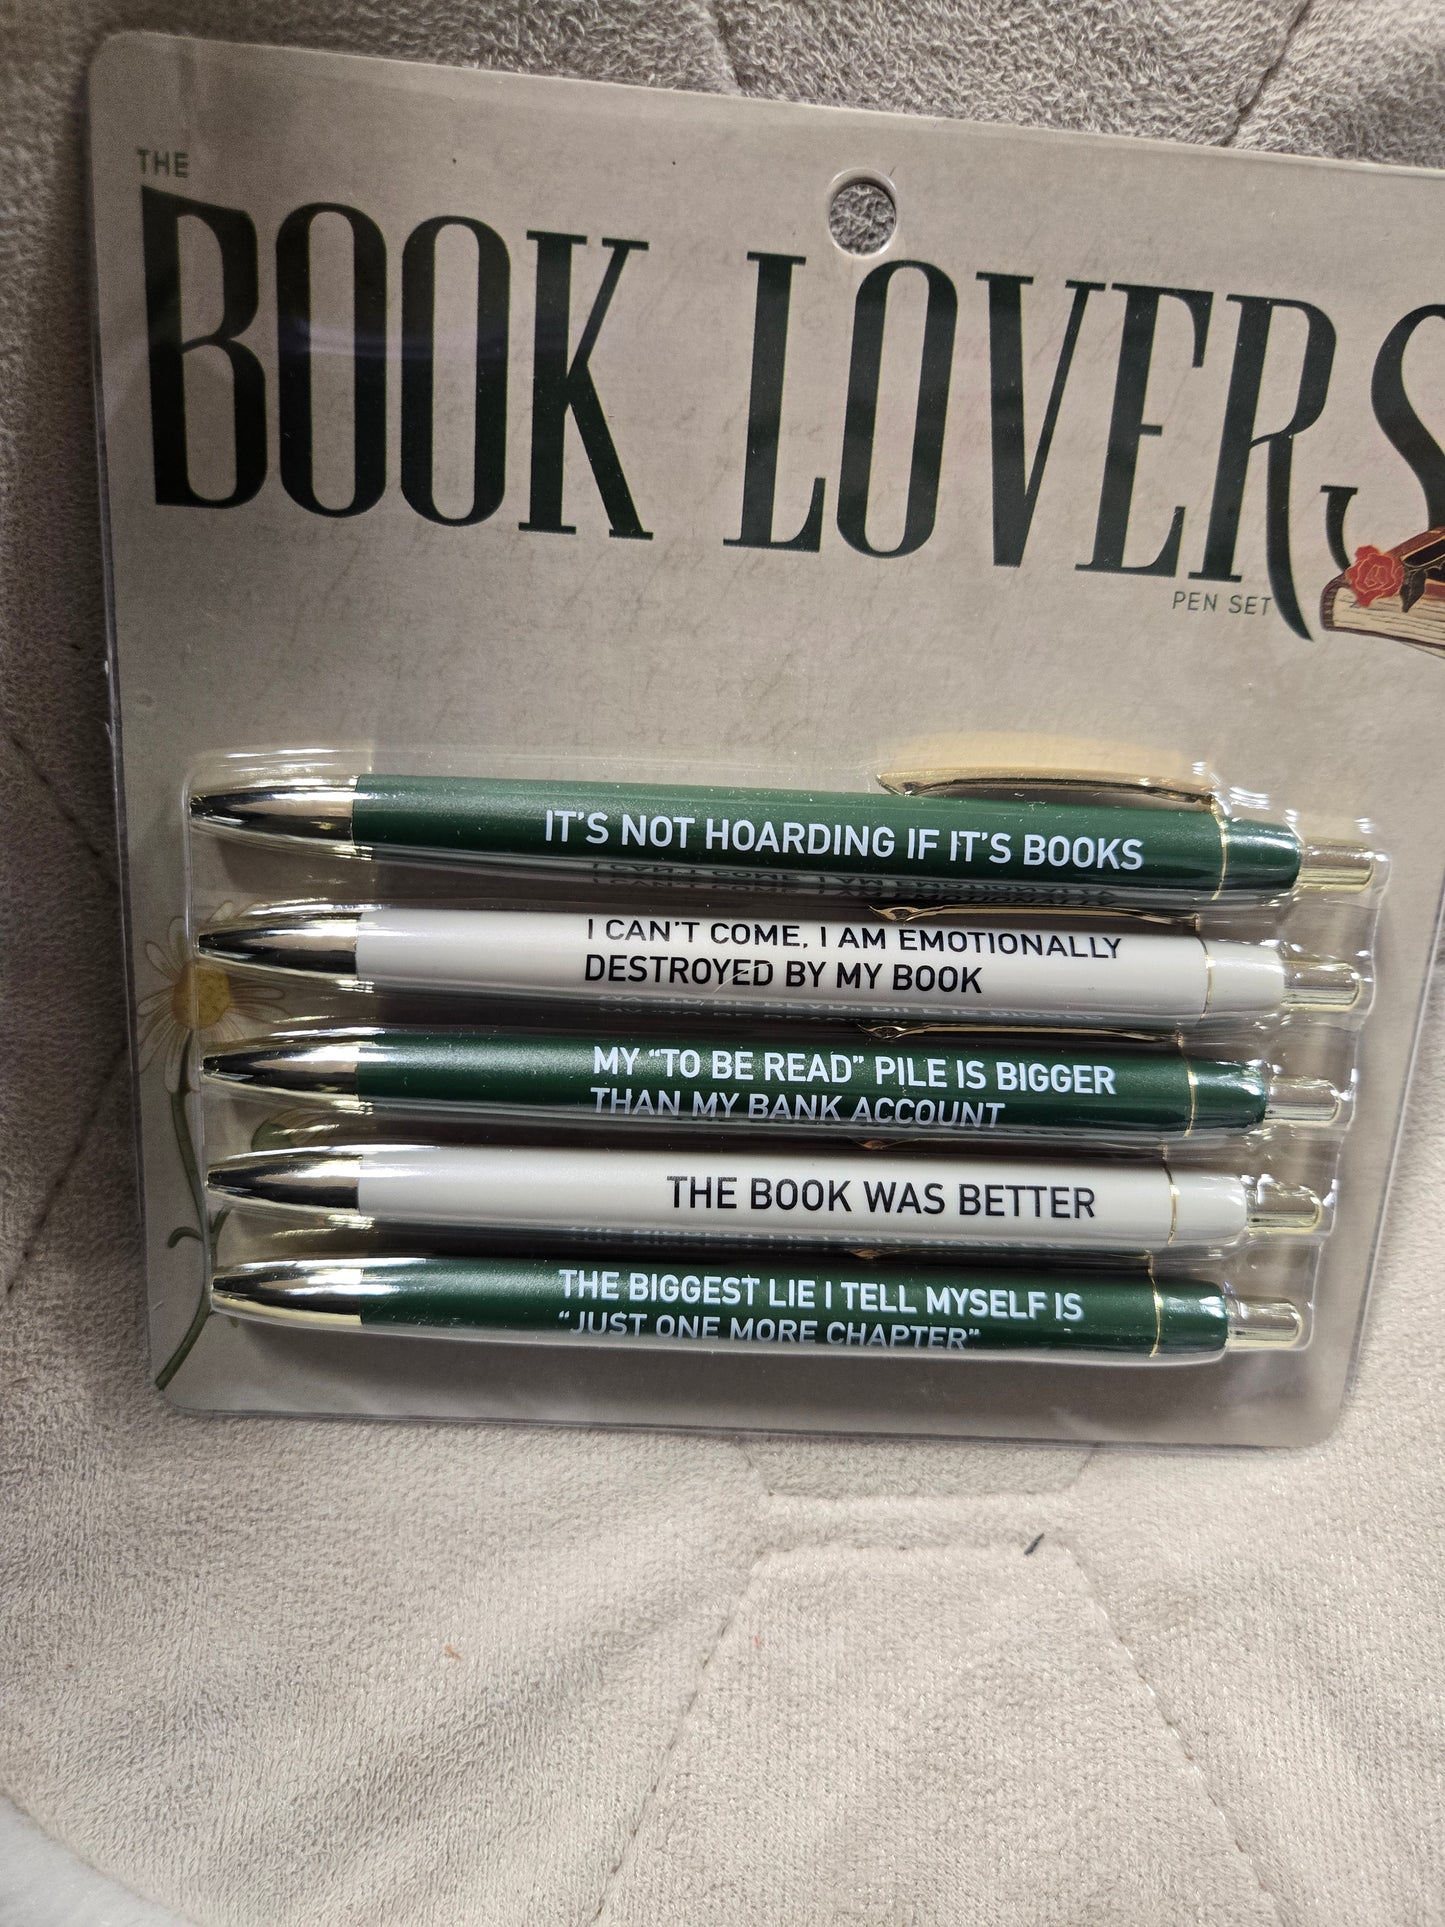 THE
BOOK LOVERS
PEN SET
IT'S NOT HOARDING IF IT'S BOOKS
I CAN'T COME, I AM EMOTIONALLY
DESTROYED BY MY BOOK
MY “TO BE READ” PILE IS BIGGER
THAN MY BANK ACCOUNT
THE BOOK WAS BETTER
THE BIGGEST LIE I TELL MYSELF IS
“JUST ONE MORE CHAPTER”